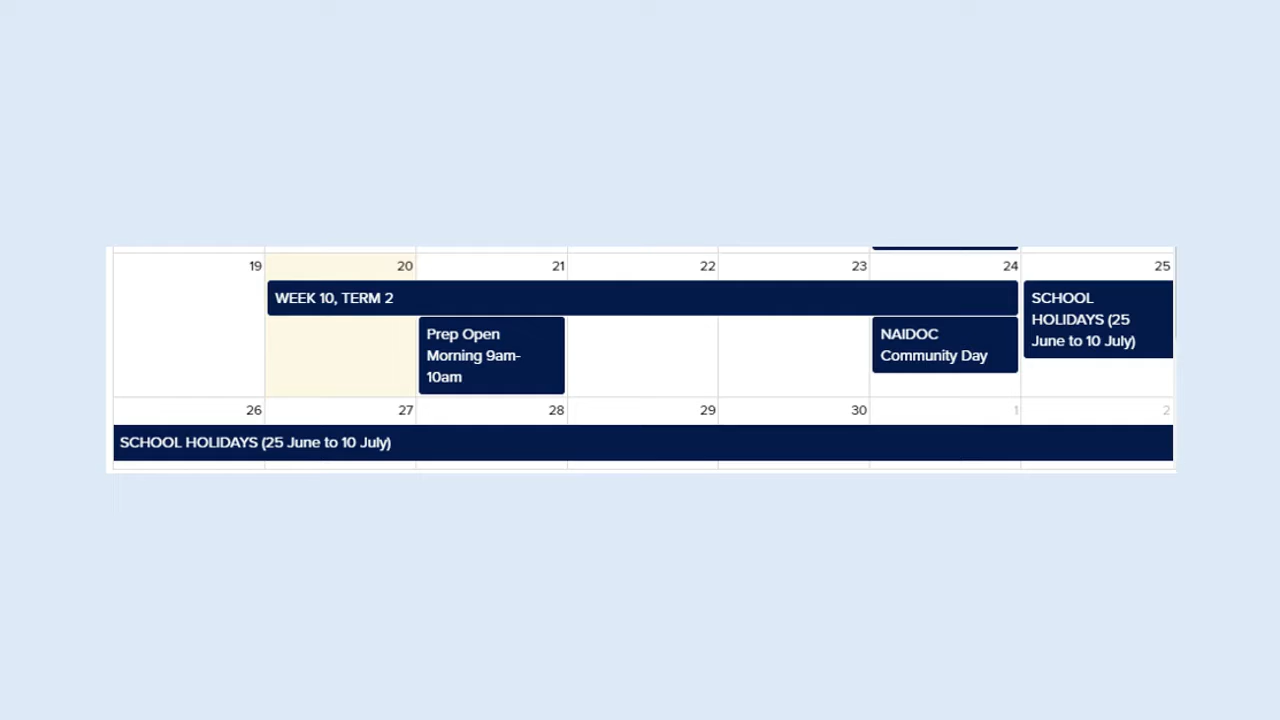 19 20 21 22 23 24 25
WEEK 10, TERM 2
SCHOOL
HOLIDAYS (25
June to 10 July)
Prep Open
Morning 9am-
10am
NAIDOC
Community Day
26 27 28 29 30 1 2
SCHOOL HOLIDAYS (25 June to 10 July)